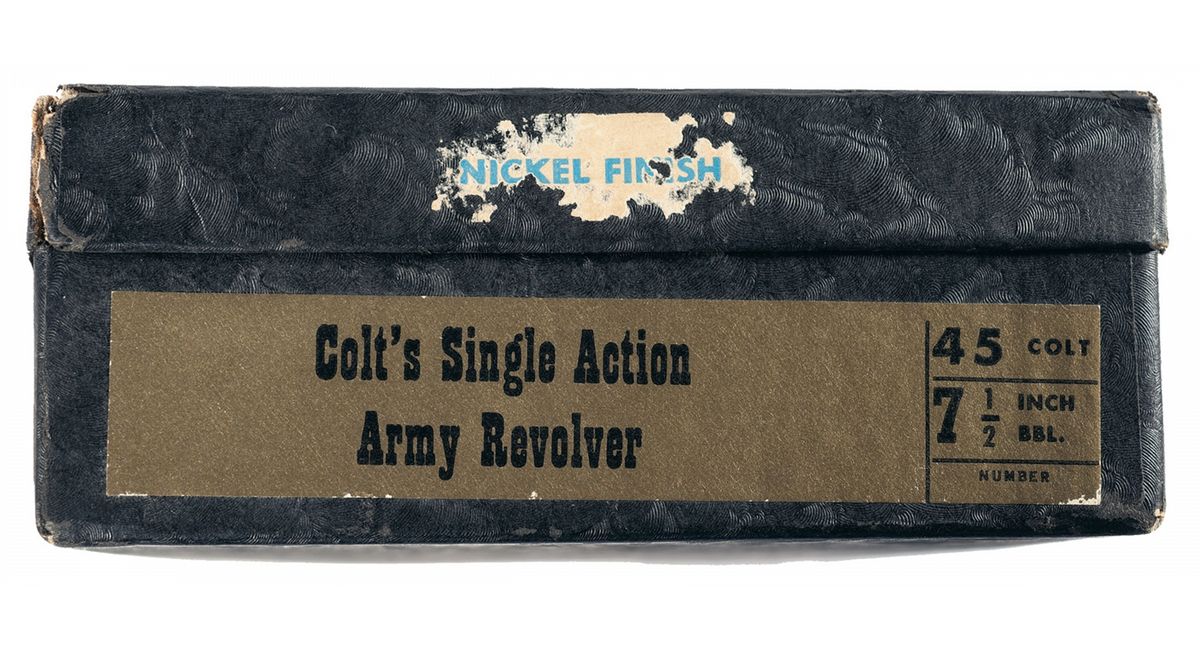 NICKEL FINISH
Colt's Single Action
Army Revolver
45 COLT
7 1/2 INCH
BBL.
NUMBER